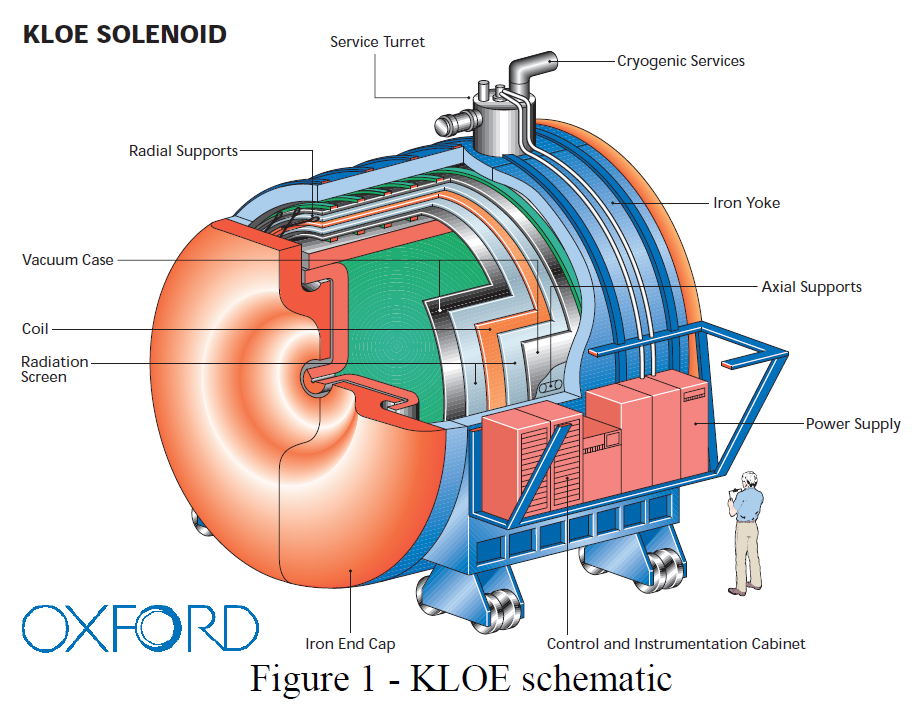 KLOE SOLENOID
Service Turret
Cryogenic Services
Radial Supports
Iron Yoke
Vacuum Case
Axial Supports
Coil
Radiation
Screen
Power Supply
OXFORD
Iron End Cap
Control and Instrumentation Cabinet
Figure 1 - KLOE schematic